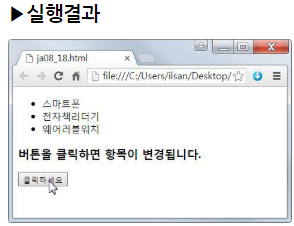 ▶실행결과
ja08_18.html
file:///C:/Users/ilsan/Desktop/
• 스마트폰
• 전자책리더기
• 웨어러블워치
버튼을 클릭하면 항목이 변경됩니다.
클릭하세요